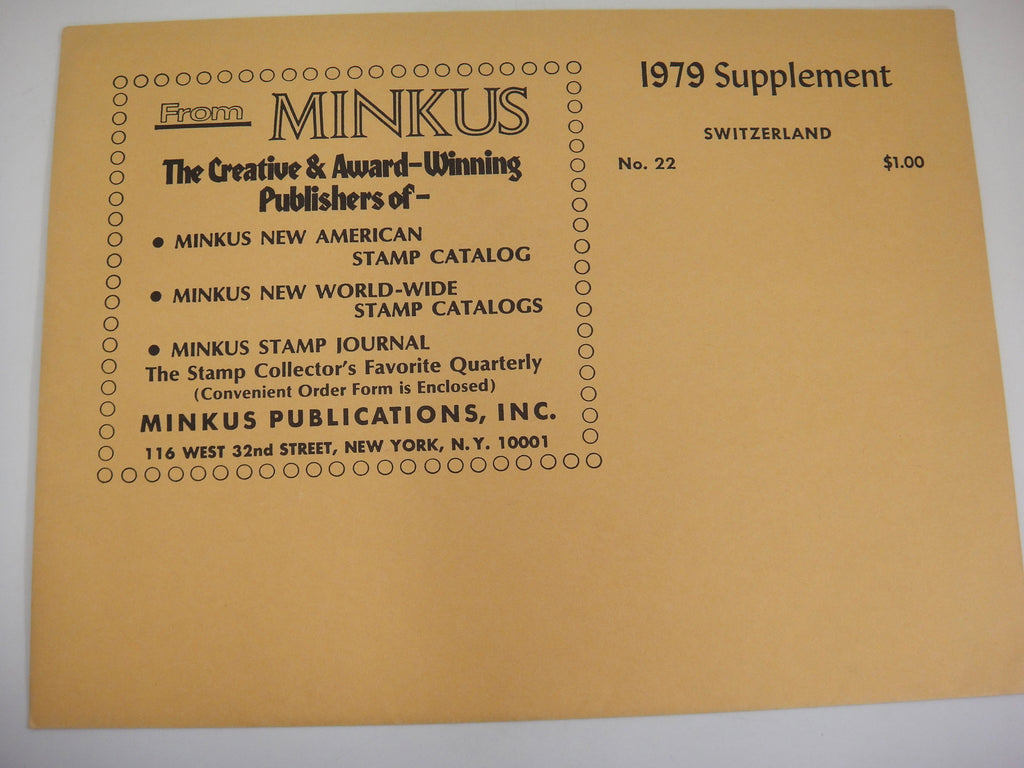 From MINKUS
The Creative & Award-Winning
Publishers of-
• MINKUS NEW AMERICAN
STAMP CATALOG
• MINKUS NEW WORLD-WIDE
STAMP CATALOGS
• MINKUS STAMP JOURNAL
The Stamp Collector's Favorite Quarterly
(Convenient Order Form is Enclosed)
MINKUS PUBLICATIONS, INC.
116 WEST 32nd STREET, NEW YORK, N.Y. 10001
1979 Supplement
SWITZERLAND
No. 22 $1.00